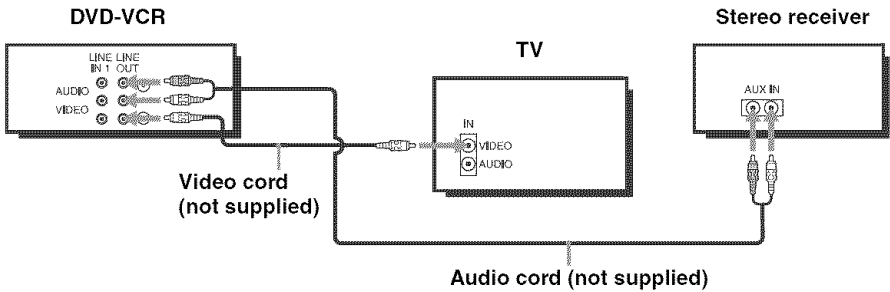 DVD-VCR
Stereo receiver
TV
LINE LINE
IN 1 OUT
AUDIO
VIDEO
AUX IN
IN
VIDEO
AUDIO
Video cord
(not supplied)
Audio cord (not supplied)